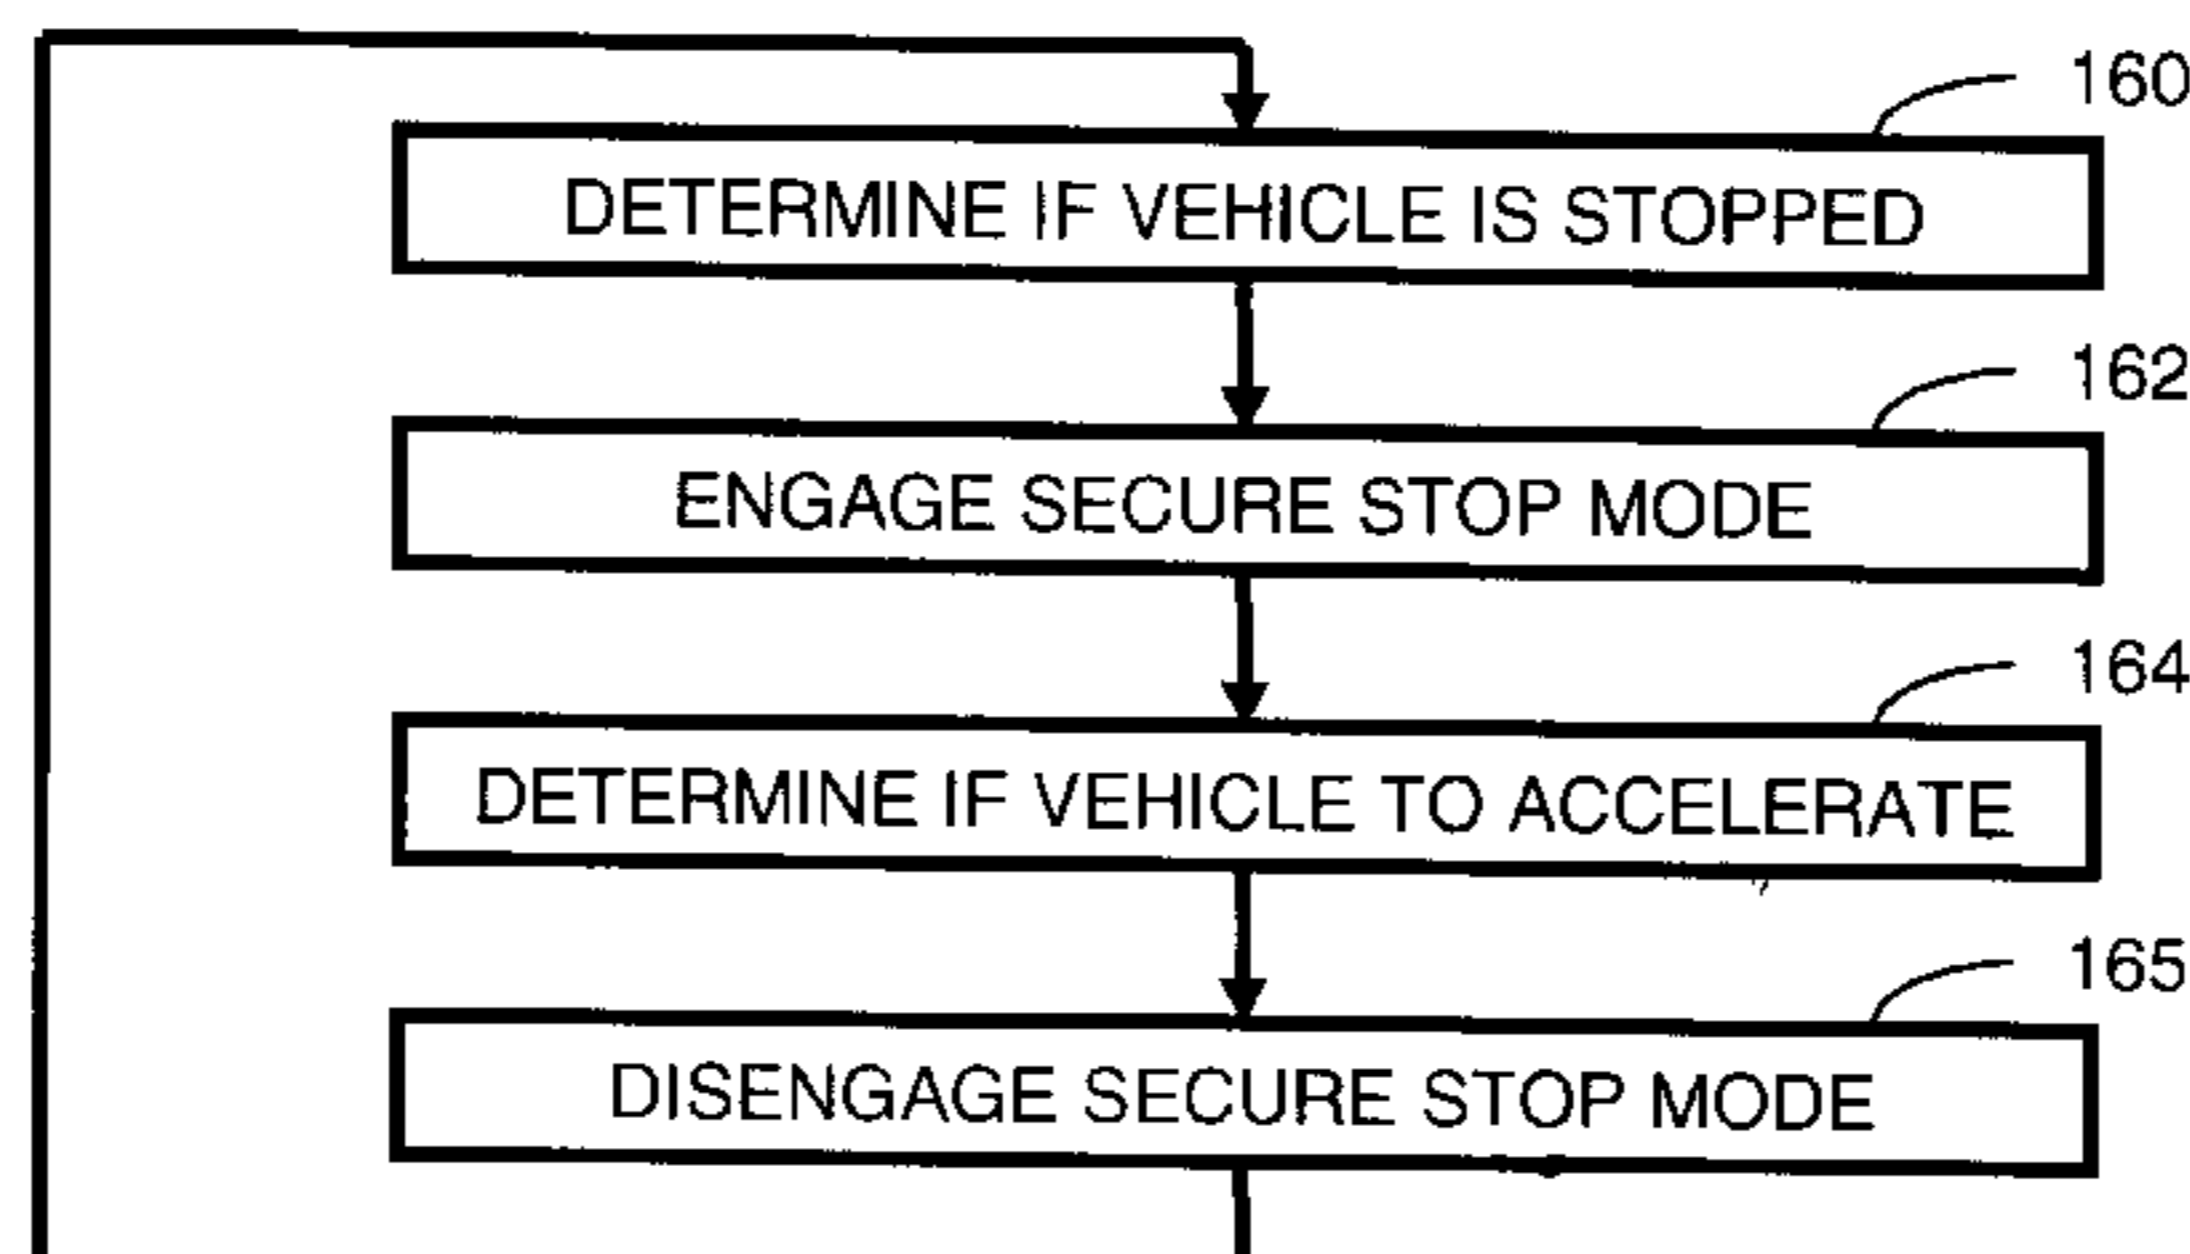 160
DETERMINE IF VEHICLE IS STOPPED
162
ENGAGE SECURE STOP MODE
164
DETERMINE IF VEHICLE TO ACCELERATE
165
DISENGAGE SECURE STOP MODE